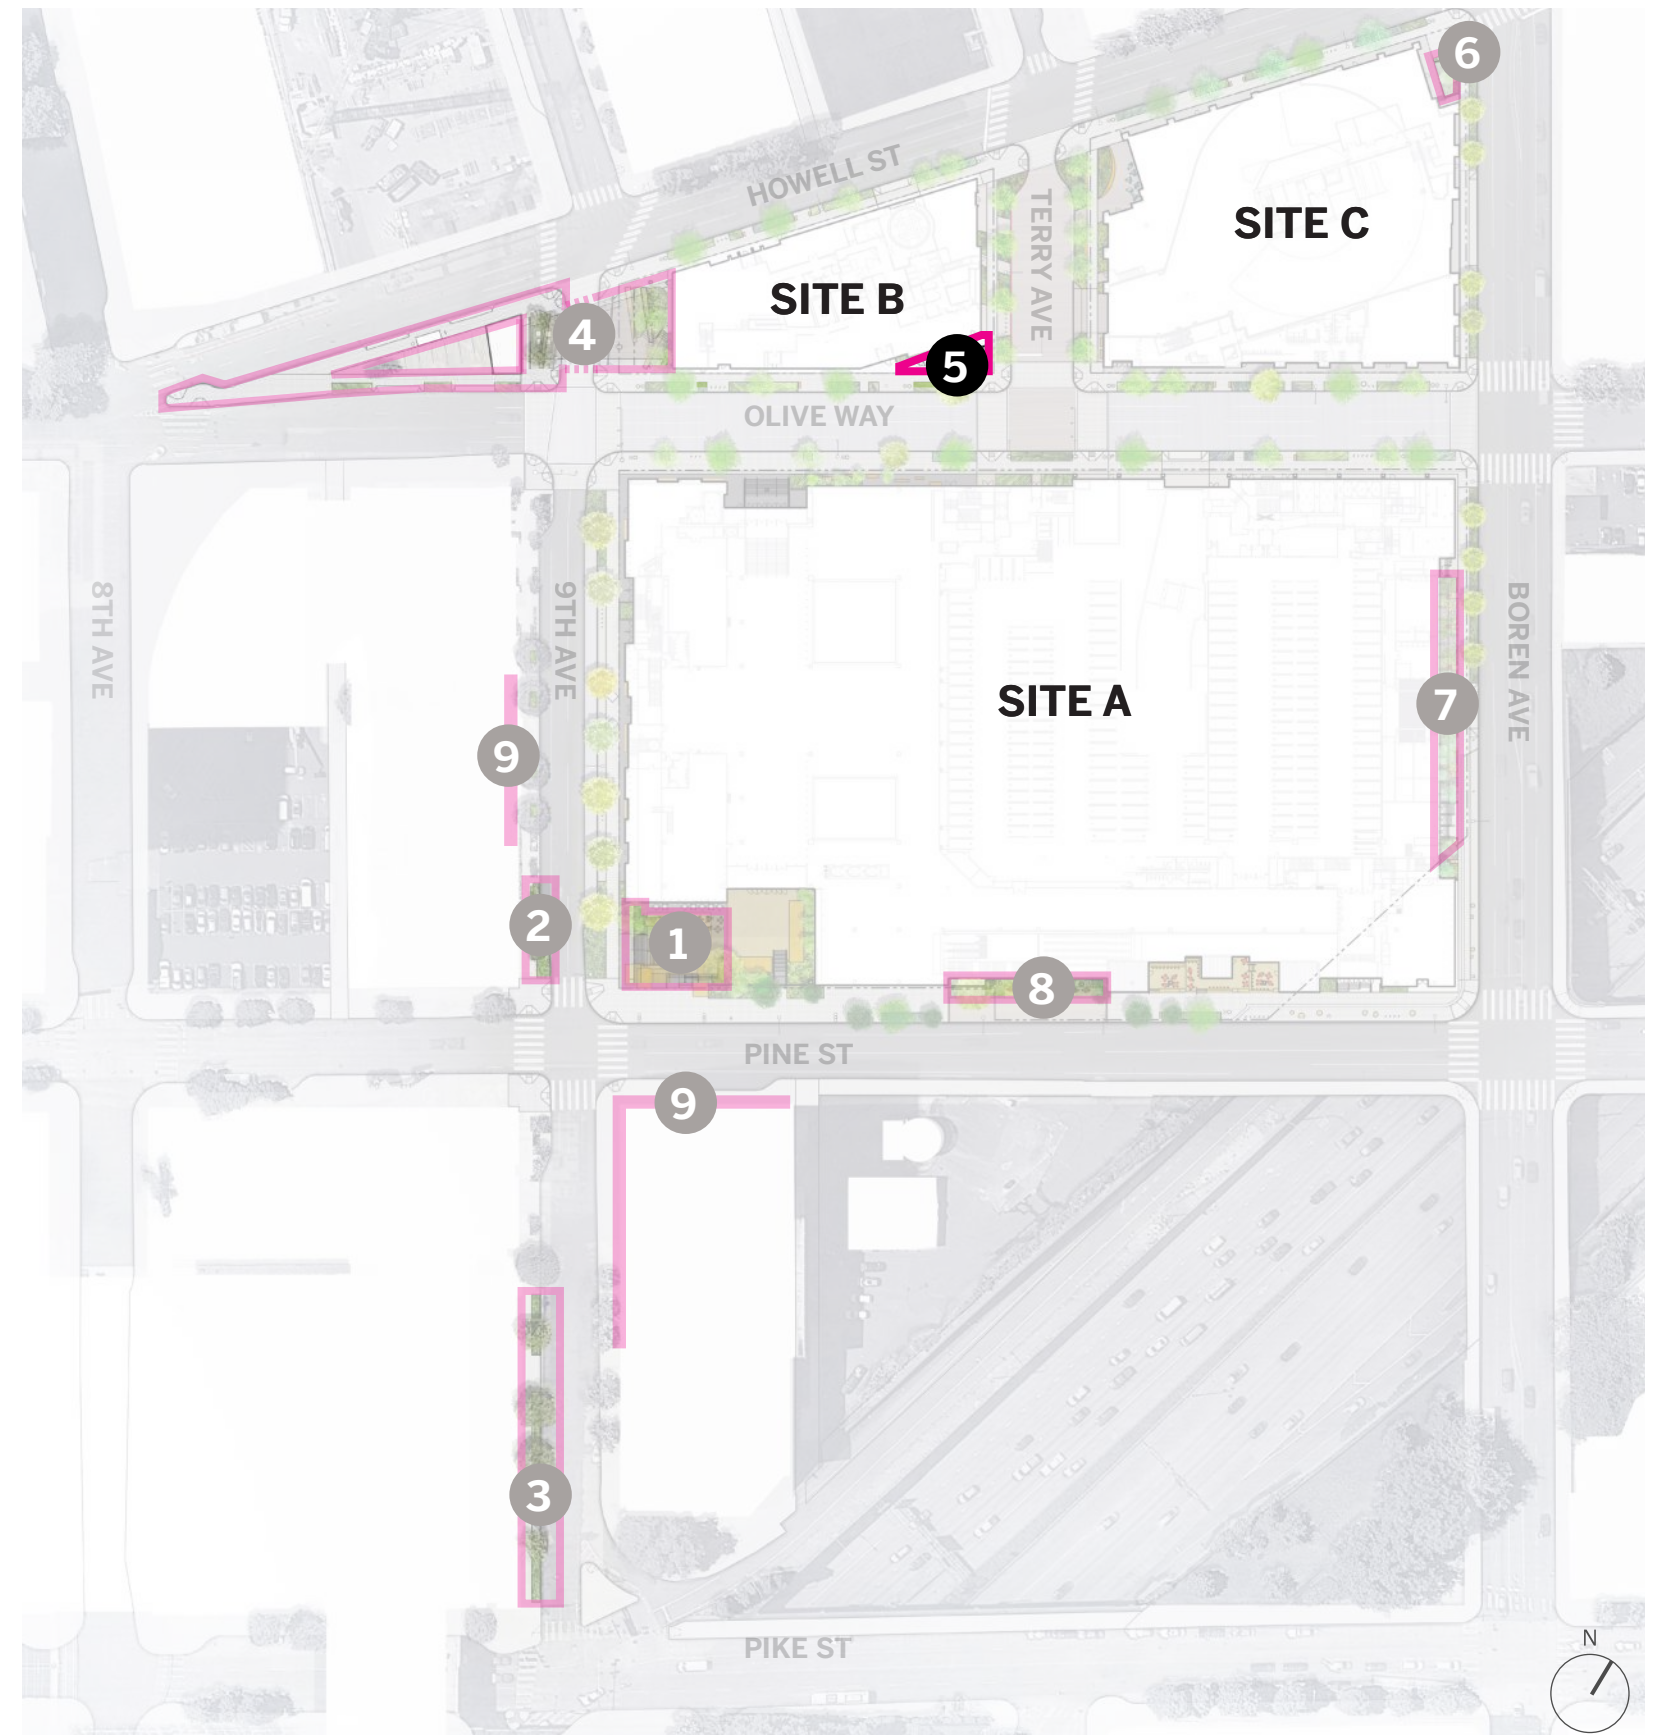 6
HOWELL ST
TERRY AVE
SITE C
SITE B
4
5
OLIVE WAY
8TH AVE
9TH AVE
BOREN AVE
SITE A
7
9
2
1
8
PINE ST
9
3
PIKE ST
N